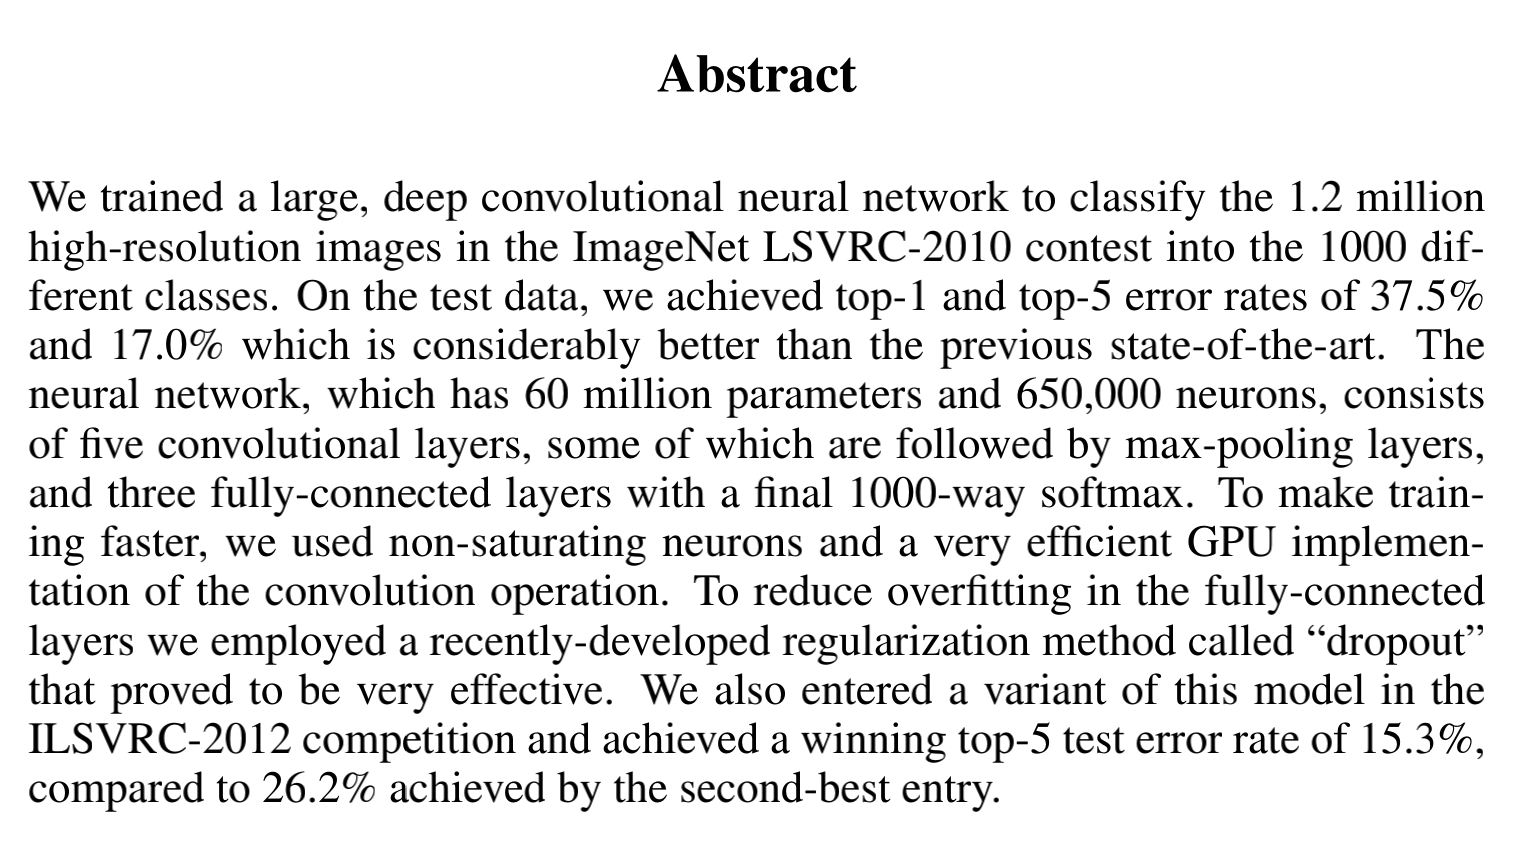 Abstract
We trained a large, deep convolutional neural network to classify the 1.2 million
high-resolution images in the ImageNet LSVRC-2010 contest into the 1000 dif-
ferent classes. On the test data, we achieved top-1 and top-5 error rates of 37.5%
and 17.0% which is considerably better than the previous state-of-the-art. The
neural network, which has 60 million parameters and 650,000 neurons, consists
of five convolutional layers, some of which are followed by max-pooling layers,
and three fully-connected layers with a final 1000-way softmax. To make train-
ing faster, we used non-saturating neurons and a very efficient GPU implemen-
tation of the convolution operation. To reduce overfitting in the fully-connected
layers we employed a recently-developed regularization method called “dropout”
that proved to be very effective. We also entered a variant of this model in the
ILSVRC-2012 competition and achieved a winning top-5 test error rate of 15.3%,
compared to 26.2% achieved by the second-best entry.